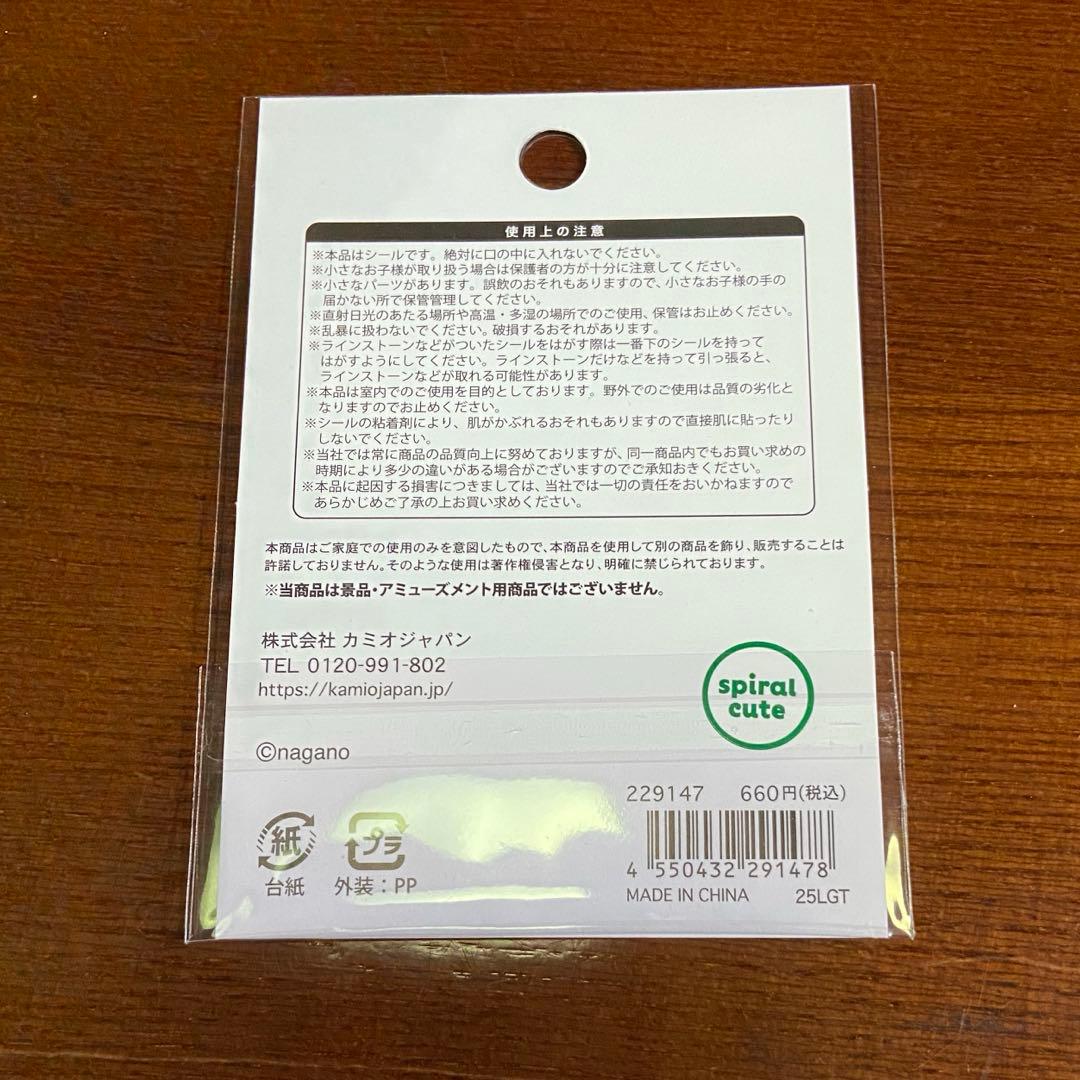 使用上の注意
※本品はシールです。絶対に口の中に入れないでください。
※小さなお子様が取り扱う場合は保護者の方が十分に注意してください。
※小さなパーツがあります。誤飲のおそれもありますので、小さなお子様の手の
届かない所で保管管理してください。
※直射日光のあたる場所や高温・多湿の場所でのご使用、保管はお止めください。
※乱暴に扱わないでください。破損するおそれがあります。
※ラインストーンなどがついたシールをはがす際は一番下のシールを持って
はがすようにしてください。ラインストーンだけなどを持って引っ張ると、
ラインストーンなどが取れる可能性があります。
※本品は室内でのご使用を目的としております。野外でのご使用は品質の劣化と
なりますのでお止めください。
※シールの粘着剤により、肌がかぶれるおそれもありますので直接肌に貼ったり
しないでください。
※当社では常に商品の品質向上に努めておりますが、同一商品内でもお買い求めの
時期により多少の違いがある場合がございますのでご承知おきください。
※本品に起因する損害につきましては、当社では一切の責任をおいかねますので
あらかじめご了承の上お買い求めください。
本商品はご家庭での使用のみを意図したもので、本商品を使用して別の商品を飾り、販売することは
許諾しておりません。そのような使用は著作権侵害となり、明確に禁じられております。
※当商品は景品・アミューズメント用商品ではございません。
株式会社 カミオジャパン
TEL 0120-991-802
https://kamiojapan.jp/
spiral
cute
©nagano
229147 660円(税込)
紙
プラ
台紙 外装：PP
4 550432 291478
MADE IN CHINA 25LGT